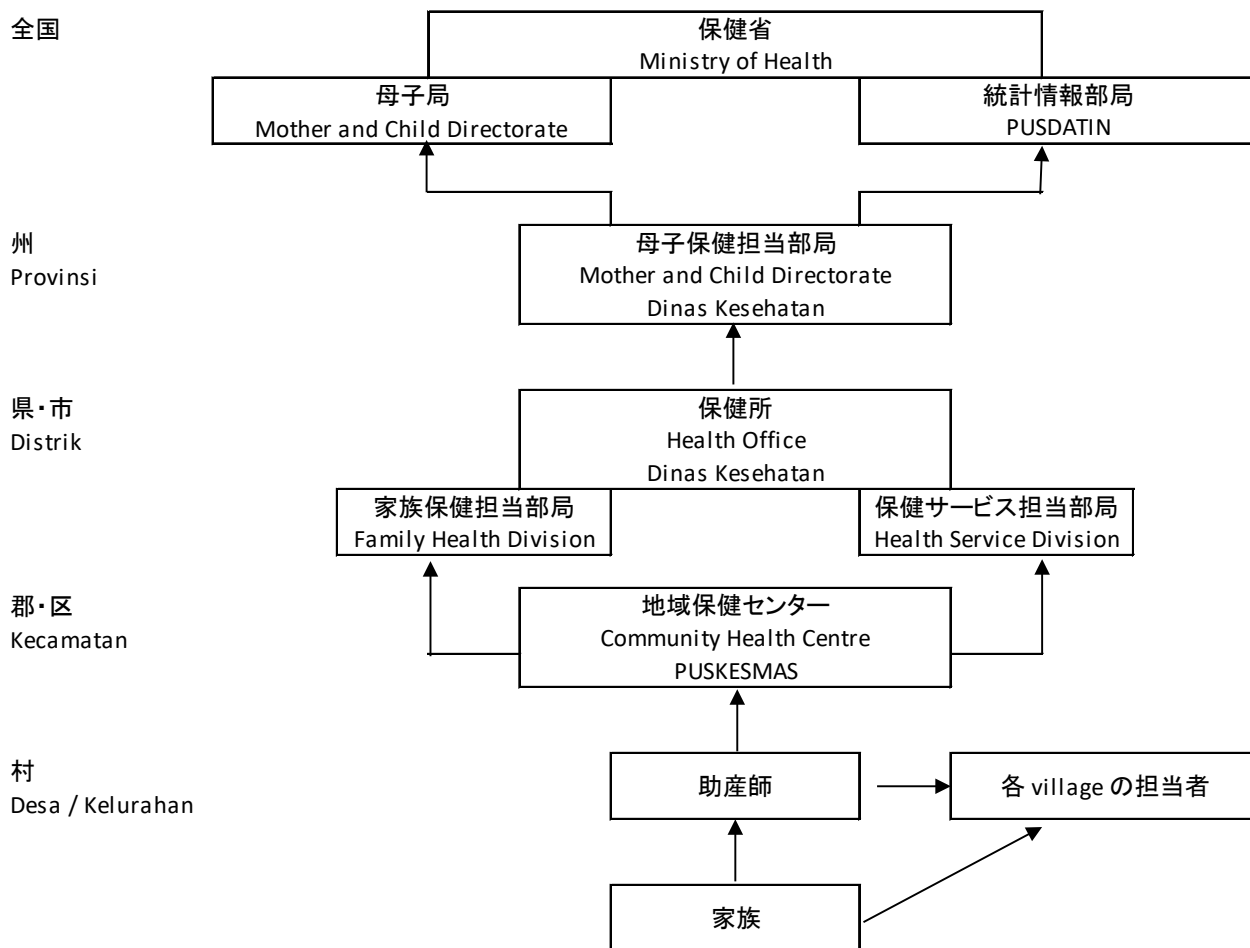 全国
保健省
Ministry of Health
母子局
Mother and Child Directorate
統計情報部局
PUSDATIN
州
Provinsi
母子保健担当部局
Mother and Child Directorate
Dinas Kesehatan
県・市
Distrik
保健所
Health Office
Dinas Kesehatan
家族保健担当部局
Family Health Division
保健サービス担当部局
Health Service Division
郡・区
Kecamatan
地域保健センター
Community Health Centre
PUSKESMAS
村
Desa / Kelurahan
助産師
各 village の担当者
家族